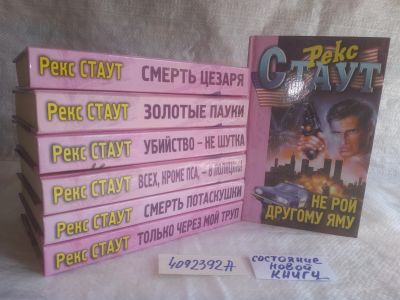 Рекс СТАУТ СМЕРТЬ ЦЕЗАРЯ
Рекс СТАУТ ЗОЛОТЫЕ ПАУКИ
Рекс СТАУТ УБИЙСТВО – НЕ ШУТКА
Рекс СТАУТ ВСЕХ, КРОМЕ ПСА, – В ПОЛИЦИЮ!
Рекс СТАУТ СМЕРТЬ ПОТАСКУШКИ
Рекс СТАУТ ТОЛЬКО ЧЕРЕЗ МОЙ ТРУП
Рекс
СТАУТ
НЕ РОЙ
ДРУГОМУ ЯМУ
4092392А
состояние
новой
книги